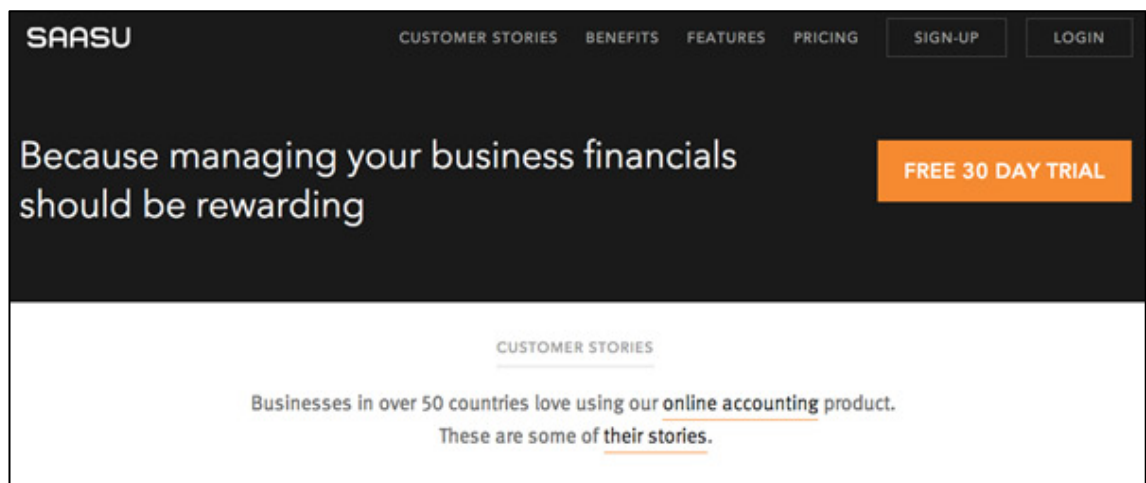 SAASU CUSTOMER STORIES BENEFITS FEATURES PRICING SIGN-UP LOGIN
Because managing your business financials
should be rewarding
FREE 30 DAY TRIAL
CUSTOMER STORIES
Businesses in over 50 countries love using our online accounting product.
These are some of their stories.